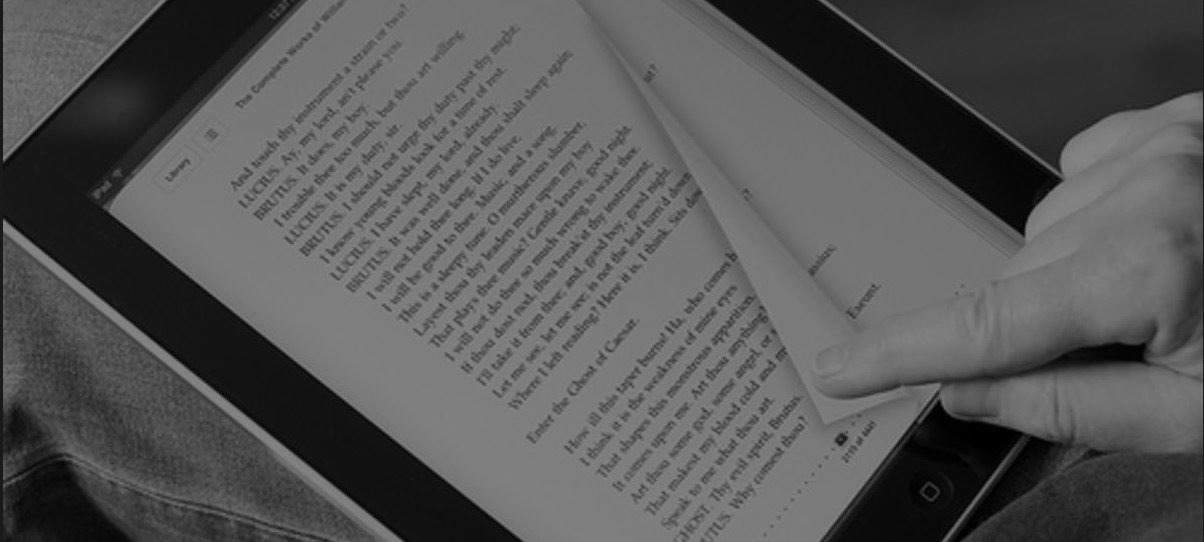 iPad
12:37
Library
The Complete Works of Willia
And touch thy instrument a strain or two?
LUCIUS. Ay, my lord, an't please you.
BRUTUS. It does, my boy.
I trouble thee too much, but thou art willing.
LUCIUS. It is my duty, sir.
BRUTUS. I should not urge thy duty past thy might;
I know young bloods look for a time of rest.
LUCIUS. I have slept, my lord, already.
BRUTUS. It was well done, and thou shalt sleep again;
I will not hold thee long. If I do live,
I will be good to thee. Music, and a song.
This is a sleepy tune. O murtherous slumber,
Layest thou thy leaden mace upon my boy
That plays thee music? Gentle knave, good night.
I will not do thee so much wrong to wake thee.
If thou dost nod, thou break'st thy instrument;
I'll take it from thee; and, good boy, good night.
Let me see, let me see; is not the leaf turn'd down
Where I left reading? Here it is, I think. Sits
Enter the Ghost of Caesar.
How ill this taper burns! Ha, who comes
I think it is the weakness of mine eyes
That shapes this monstrous apparition.
It comes upon me. Art thou anything?
Art thou some god, some angel, or
That makest my blood cold and
Speak to me what thou art.
GHOST. Thy evil spirit, Brutus.
UTUS. Why comest thou?
Exeunt.